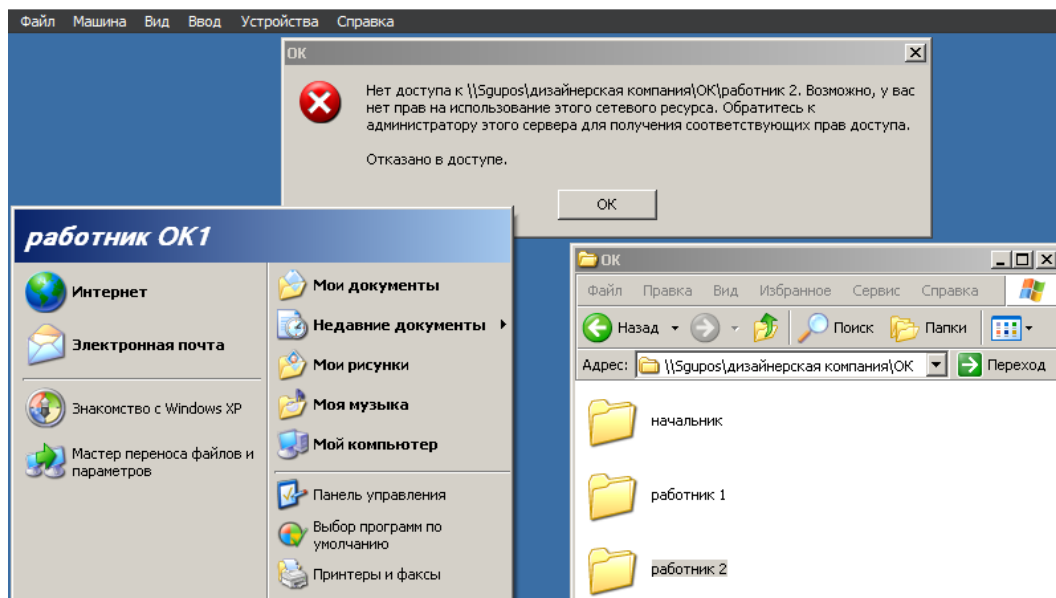 Файл Машина Вид Ввод Устройства Справка
ОК
Нет доступа к \\Sgupos\дизайнерская компания\ОК\работник 2. Возможно, у вас
нет прав на использование этого сетевого ресурса. Обратитесь к
администратору этого сервера для получения соответствующих прав доступа.
Отказано в доступе.
ОК
работник ОК1
Интернет
Электронная почта
Знакомство с Windows XP
Мастер переноса файлов и
параметров
Мои документы
Недавние документы
Мои рисунки
Моя музыка
Мой компьютер
Панель управления
Выбор программ по
умолчанию
Принтеры и факсы
ОК
Файл Правка Вид Избранное Сервис Справка
Назад Поиск Папки
Адрес: \\Sgupos\дизайнерская компания\ОК Переход
начальник
работник 1
работник 2